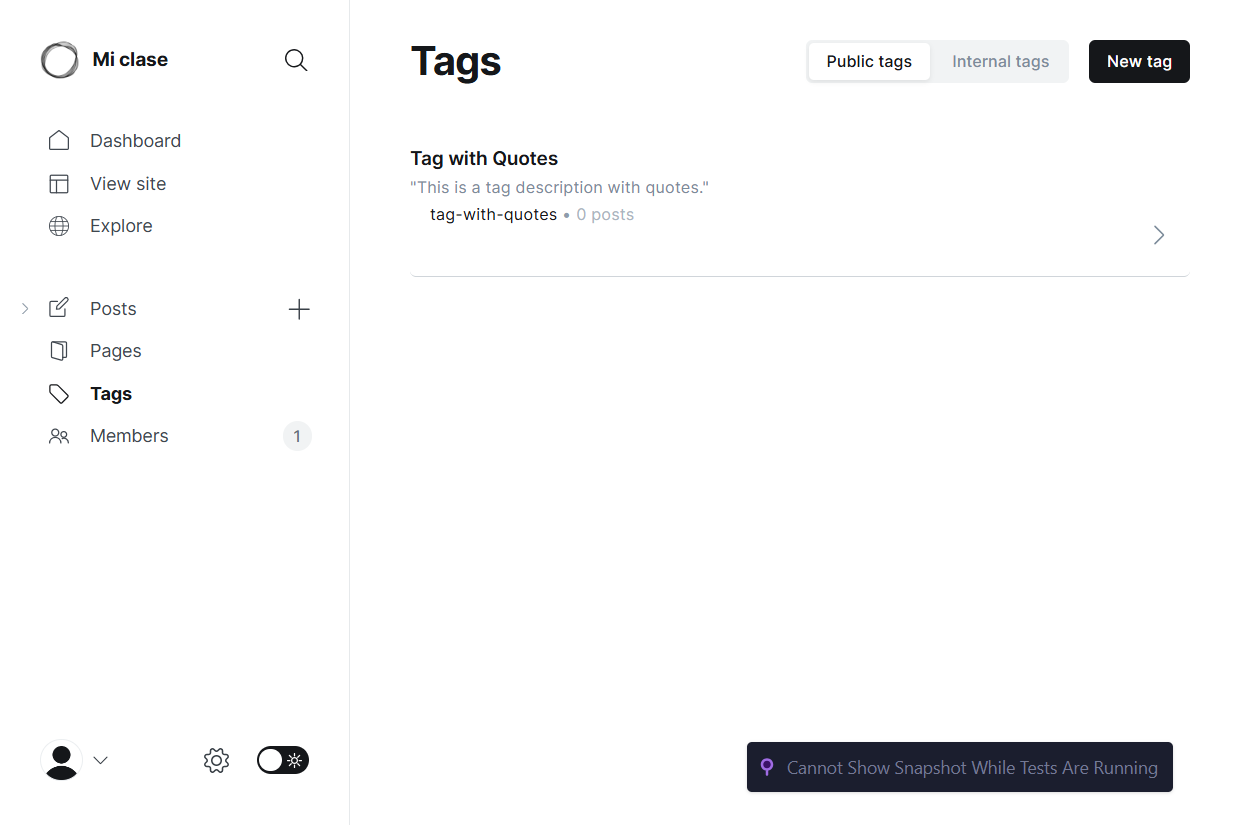 Mi clase
Dashboard
View site
Explore
Posts
Pages
Tags
Members
1
Tags
Public tags
Internal tags
New tag
Tag with Quotes
"This is a tag description with quotes."
tag-with-quotes • 0 posts
Cannot Show Snapshot While Tests Are Running